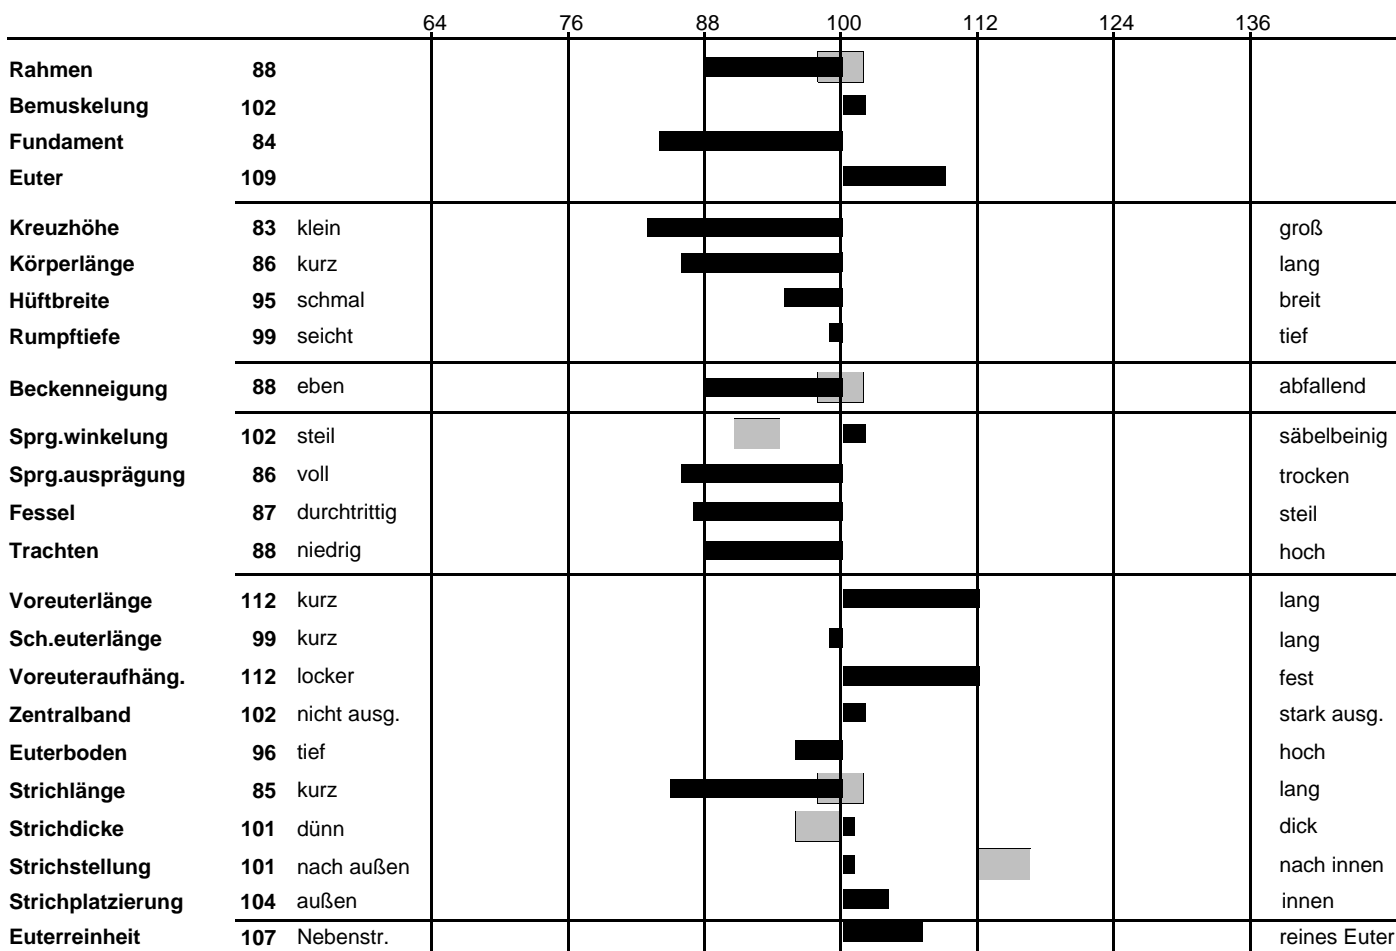 64 76 88 100 112 124 136
Rahmen 88
Bemuskelung 102
Fundament 84
Euter 109
Kreuzhöhe 83 klein groß
Körperlänge 86 kurz lang
Hüftbreite 95 schmal breit
Rumpftiefe 99 seicht tief
Beckenneigung 88 eben abfallend
Sprg.winkelung 102 steil säbelbeinig
Sprg.ausprägung 86 voll trocken
Fessel 87 durchtrittig steil
Trachten 88 niedrig hoch
Voreuterlänge 112 kurz lang
Sch.euterlänge 99 kurz lang
Voreuteraufhäng. 112 locker fest
Zentralband 102 nicht ausg. stark ausg.
Euterboden 96 tief hoch
Strichlänge 85 kurz lang
Strichdicke 101 dünn dick
Strichstellung 101 nach außen nach innen
Strichplatzierung 104 außen innen
Euterreinheit 107 Nebenstr. reines Euter